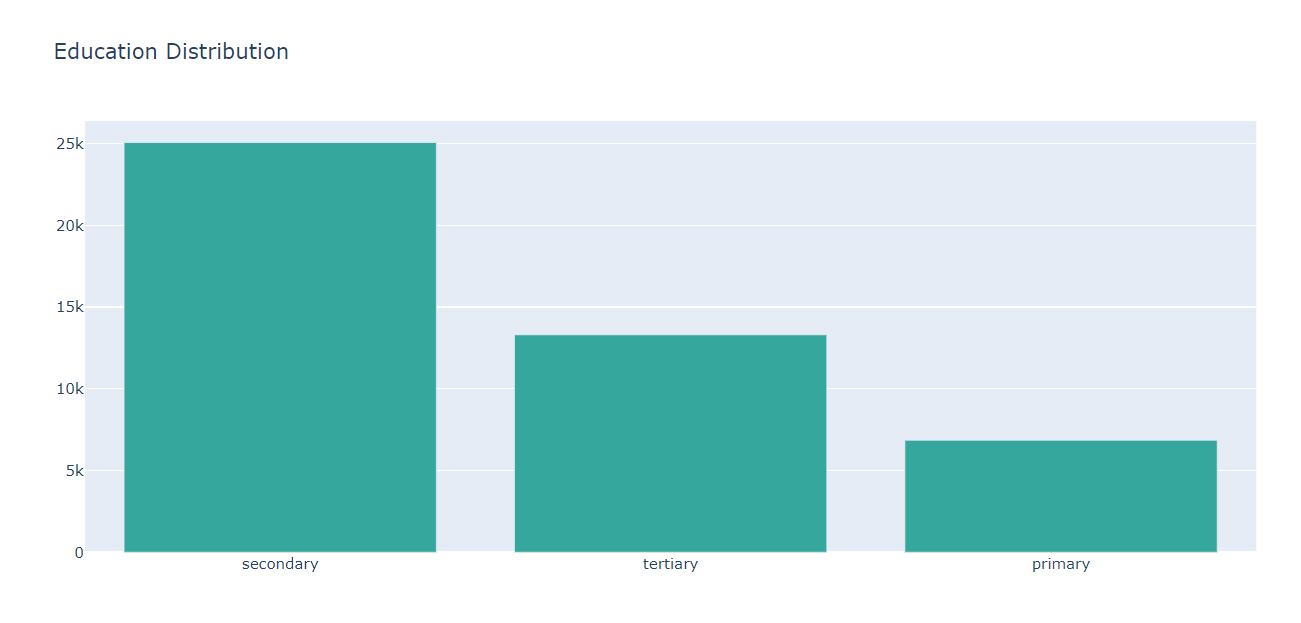 Education Distribution
25k
20k
15k
10k
5k
0
secondary
tertiary
primary